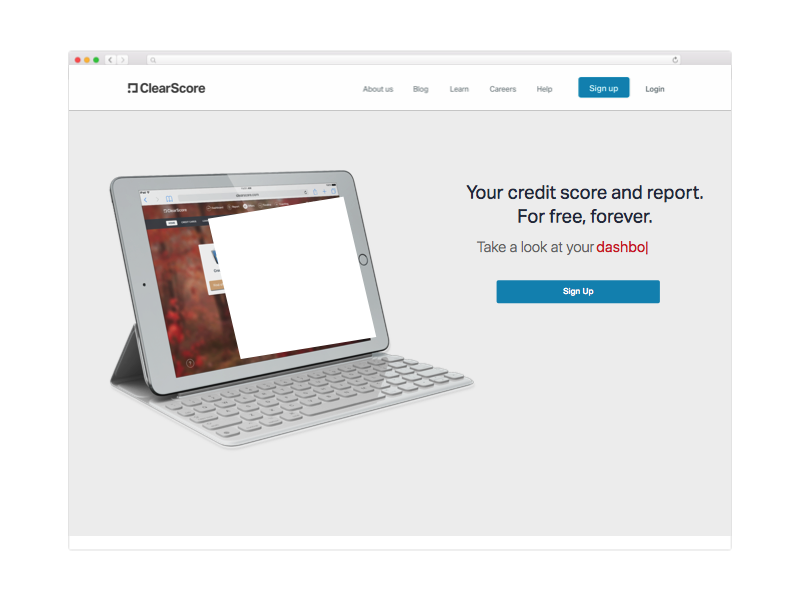 ClearScore
About us
Blog
Learn
Careers
Help
Sign up
Login
Your credit score and report.
For free, forever.
Take a look at your dashbo
Sign Up
ClearScore